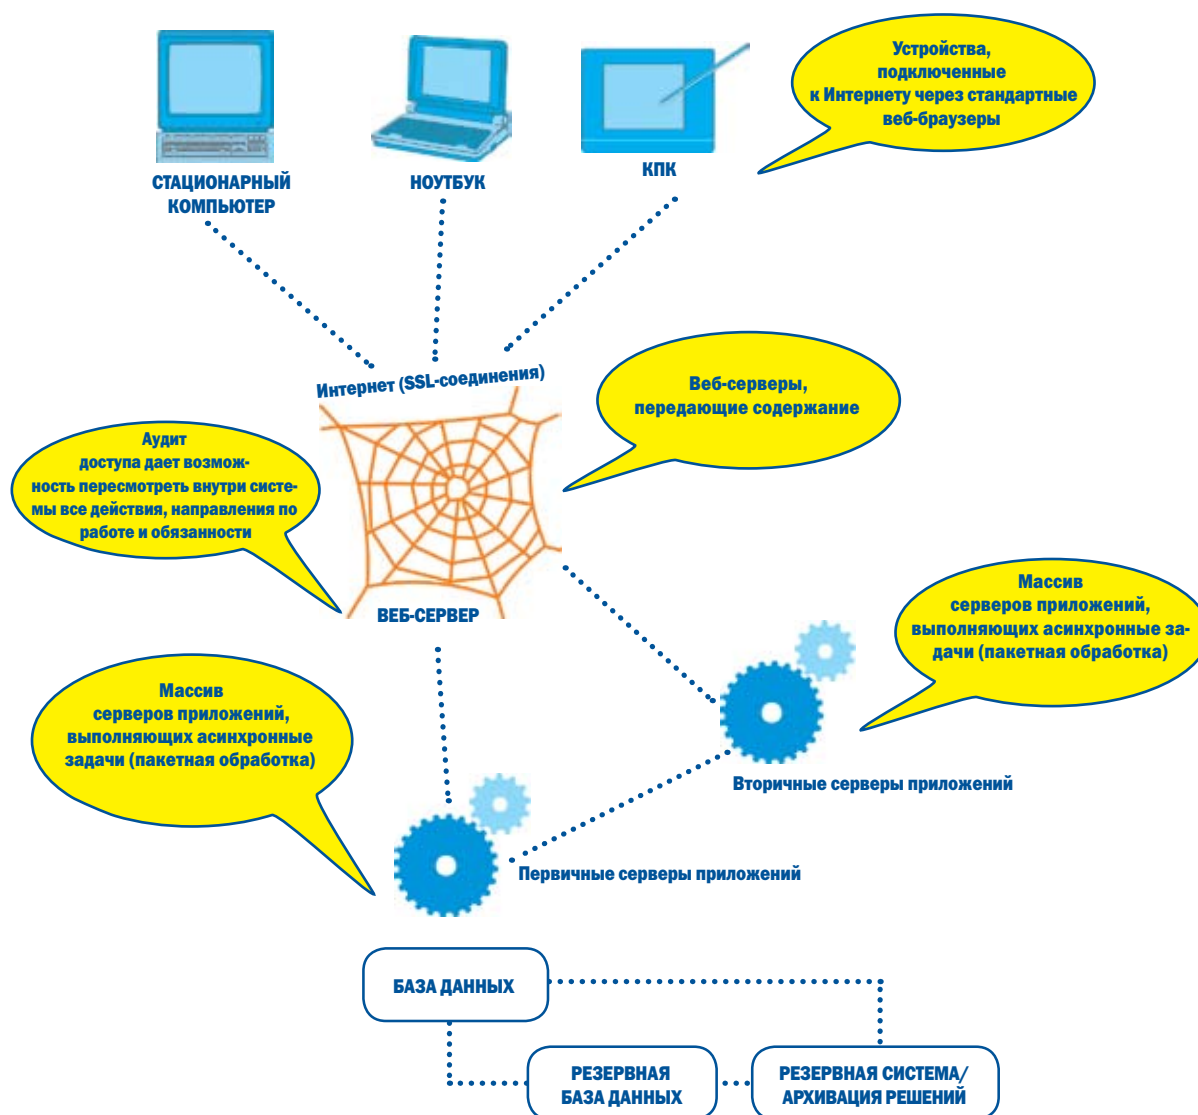 Устройства,
подключенные
к Интернету через стандартные
веб-браузеры
СТАЦИОНАРНЫЙ
КОМПЬЮТЕР
НОУТБУК
КПК
Интернет (SSL-соединения)
Веб-серверы,
передающие содержание
Аудит
доступа дает возмож-
ность пересмотреть внутри систе-
мы все действия, направления по
работе и обязанности
ВЕБ-СЕРВЕР
Массив
серверов приложений,
выполняющих асинхронные за-
дачи (пакетная обработка)
Массив
серверов приложений,
выполняющих асинхронные
задачи (пакетная обработка)
Вторичные серверы приложений
Первичные серверы приложений
БАЗА ДАННЫХ
РЕЗЕРВНАЯ
БАЗА ДАННЫХ
РЕЗЕРВНАЯ СИСТЕМА/
АРХИВАЦИЯ РЕШЕНИЙ